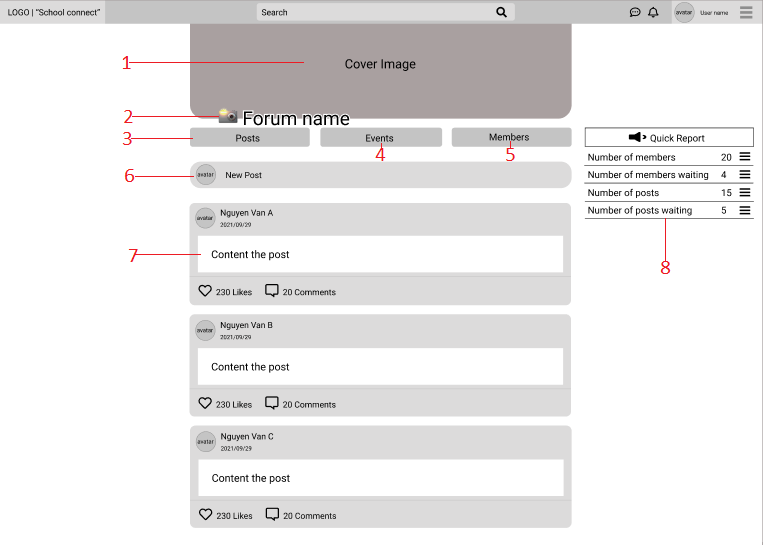 LOGO | “School connect”
Search
avatar
User name
1
Cover Image
2
Forum name
3
Posts
Events
Members
4
5
Quick Report
Number of members 20
Number of members waiting 4
Number of posts 15
Number of posts waiting 5
8
6
avatar
New Post
avatar
Nguyen Van A
2021/09/29
7
Content the post
230 Likes
20 Comments
avatar
Nguyen Van B
2021/09/29
Content the post
230 Likes
20 Comments
avatar
Nguyen Van C
2021/09/29
Content the post
230 Likes
20 Comments